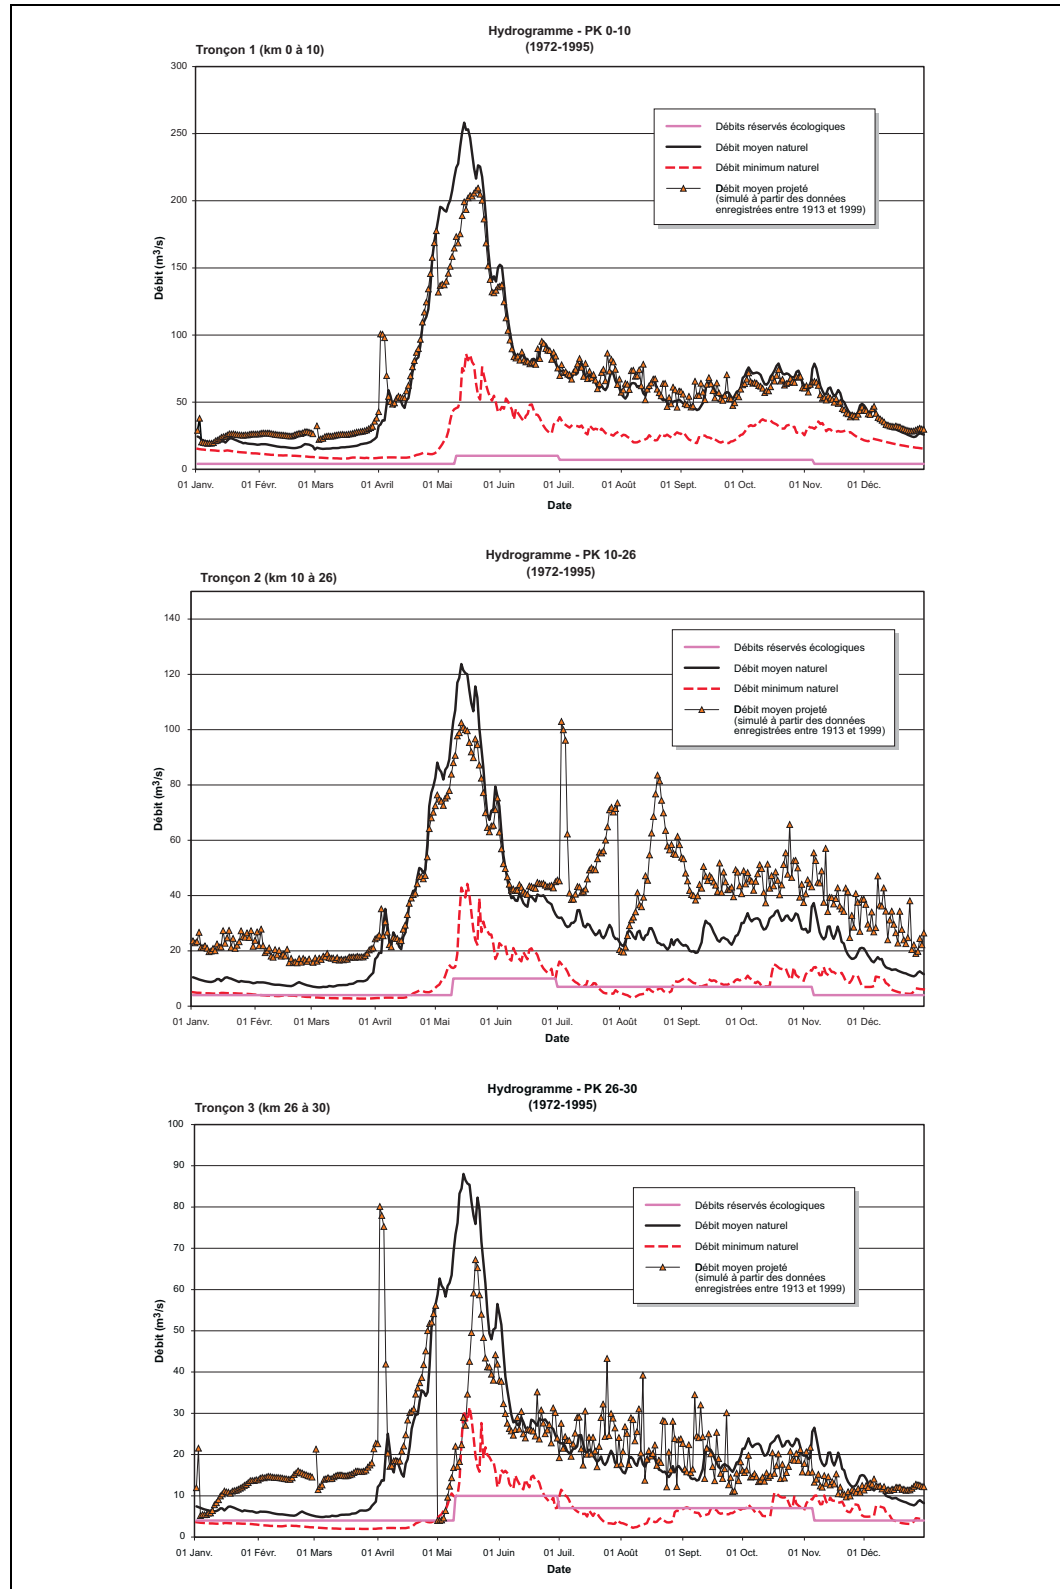 Hydrogramme - PK 0-10
(1972-1995)
Tronçon 1 (km 0 à 10)
Débit (m³/s)
300
250
200
150
100
50
0
Débits réservés écologiques
Débit moyen naturel
Débit minimum naturel
Débit moyen projeté
(simulé à partir des données
enregistrées entre 1913 et 1999)
01 Janv. 01 Févr. 01 Mars 01 Avril 01 Mai 01 Juin 01 Juil. 01 Août 01 Sept. 01 Oct. 01 Nov. 01 Déc.
Date
Hydrogramme - PK 10-26
(1972-1995)
Tronçon 2 (km 10 à 26)
Débit (m³/s)
140
120
100
80
60
40
20
0
Débits réservés écologiques
Débit moyen naturel
Débit minimum naturel
Débit moyen projeté
(simulé à partir des données
enregistrées entre 1913 et 1999)
01 Janv. 01 Févr. 01 Mars 01 Avril 01 Mai 01 Juin 01 Juil. 01 Août 01 Sept. 01 Oct. 01 Nov. 01 Déc.
Date
Hydrogramme - PK 26-30
(1972-1995)
Tronçon 3 (km 26 à 30)
Débit (m³/s)
100
90
80
70
60
50
40
30
20
10
0
Débits réservés écologiques
Débit moyen naturel
Débit minimum naturel
Débit moyen projeté
(simulé à partir des données
enregistrées entre 1913 et 1999)
01 Janv. 01 Févr. 01 Mars 01 Avril 01 Mai 01 Juin 01 Juil. 01 Août 01 Sept. 01 Oct. 01 Nov. 01 Déc.
Date